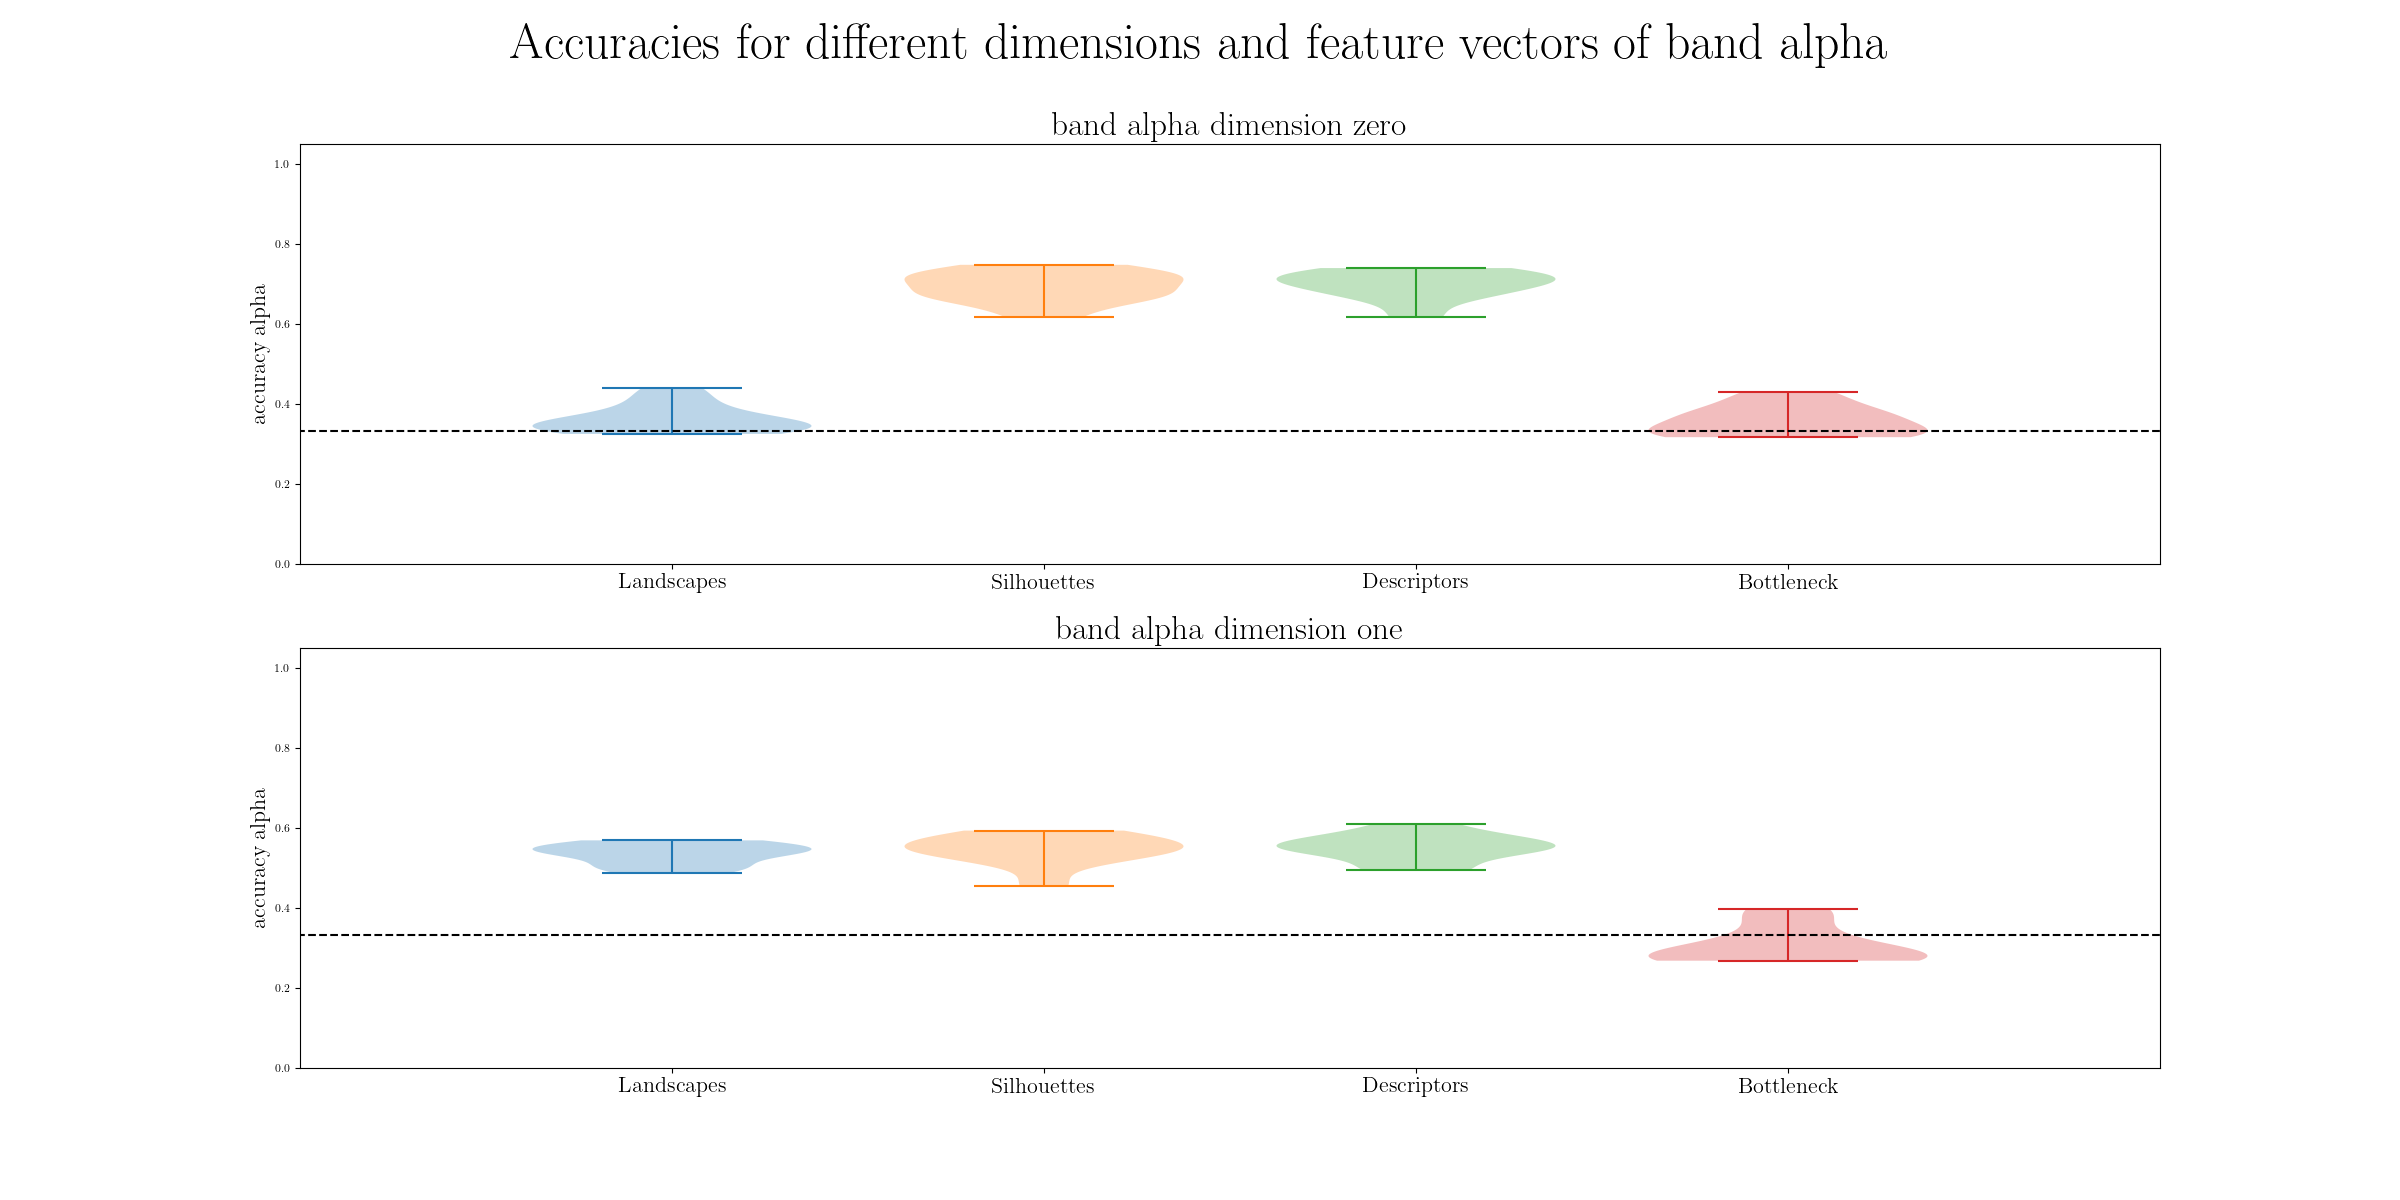 Accuracies for different dimensions and feature vectors of band alpha
band alpha dimension zero
1.0
0.8
0.6
0.4
0.2
0.0
accuracy alpha
Landscapes Silhouettes Descriptors Bottleneck
band alpha dimension one
1.0
0.8
0.6
0.4
0.2
0.0
accuracy alpha
Landscapes Silhouettes Descriptors Bottleneck